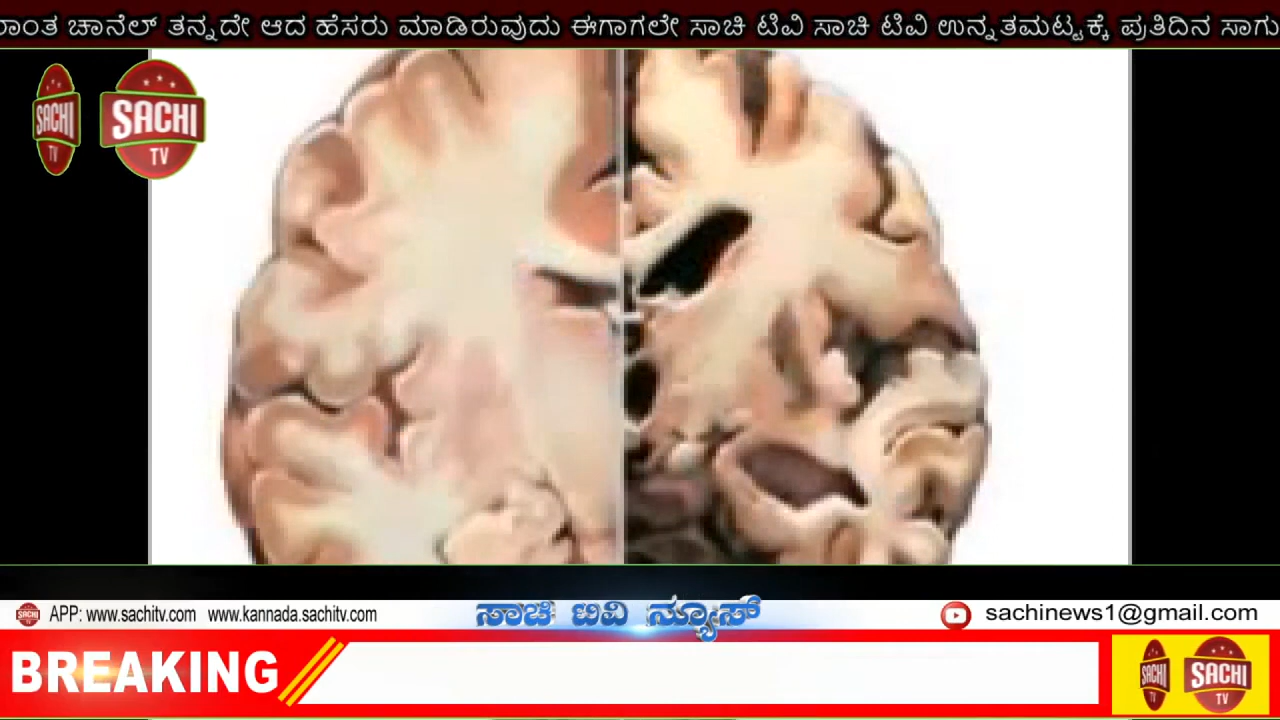 ಚಾನೆಲ್ ತನ್ನದೇ ಆದ ಹೆಸರು ಮಾಡಿರುವುದು ಈಗಾಗಲೇ ಸಾಚಿ ಟಿವಿ ಸಾಚಿ ಟಿವಿ ಉನ್ನತಮಟ್ಟಕ್ಕೆ ಪ್ರತಿದಿನ ಸಾಗು
SACHI TV SACHI TV
SACHI APP: www.sachitv.com www.kannada.sachitv.com ಸಾಚಿ ಟಿವಿ ನ್ಯೂಸ್ sachinews1@gmail.com
BREAKING SACHI TV SACHI TV